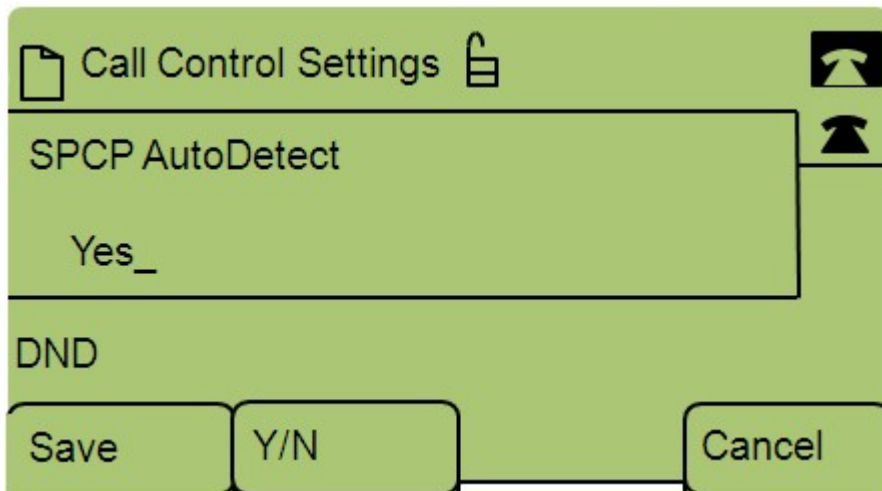 Call Control Settings
SPCP AutoDetect
Yes_
DND
Save Y/N Cancel